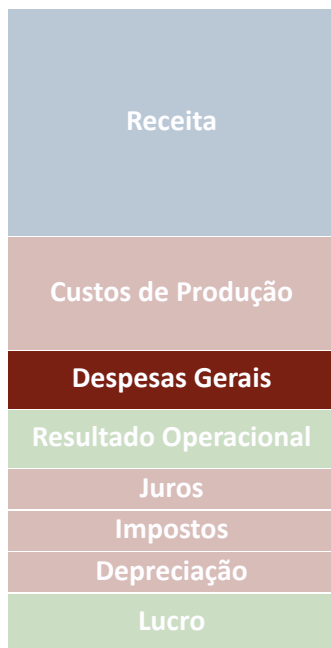 Receita
Custos de Produção
Despesas Gerais
Resultado Operacional
Juros
Impostos
Depreciação
Lucro